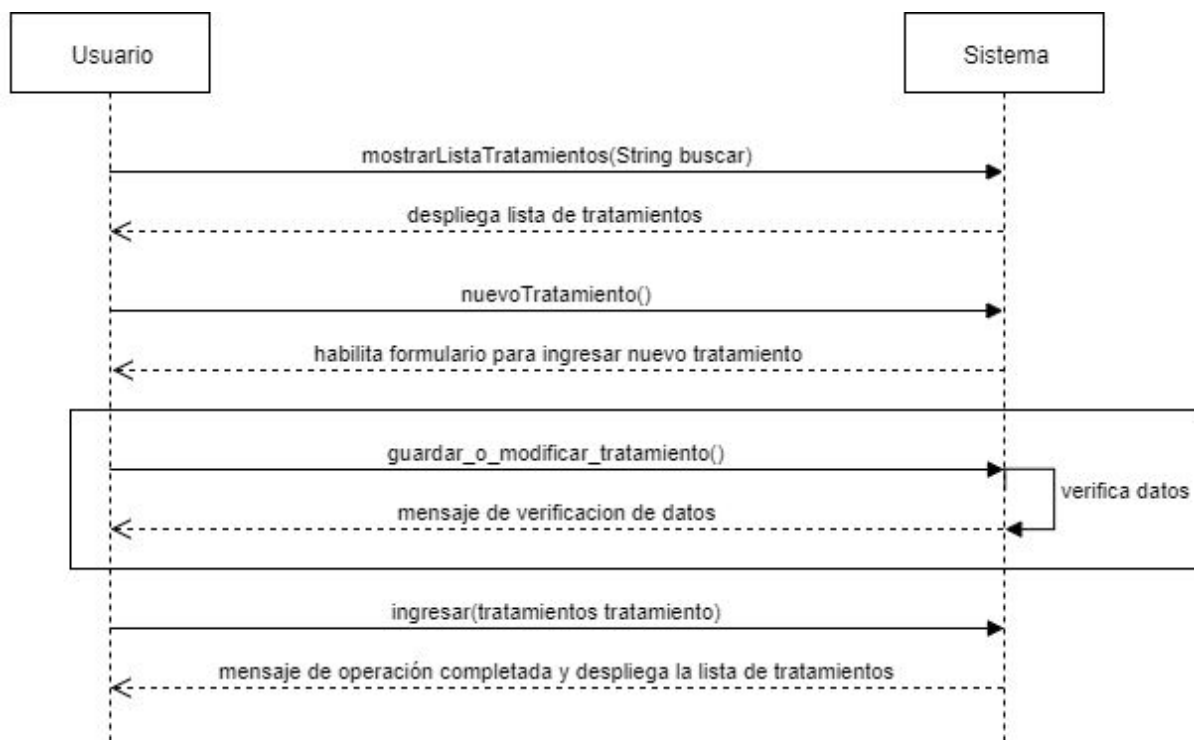 Usuario
Sistema
mostrarListaTratamientos(String buscar)
despliega lista de tratamientos
nuevoTratamiento()
habilita formulario para ingresar nuevo tratamiento
guardar_o_modificar_tratamiento()
verifica datos
mensaje de verificacion de datos
ingresar(tratamientos tratamiento)
mensaje de operación completada y despliega la lista de tratamientos